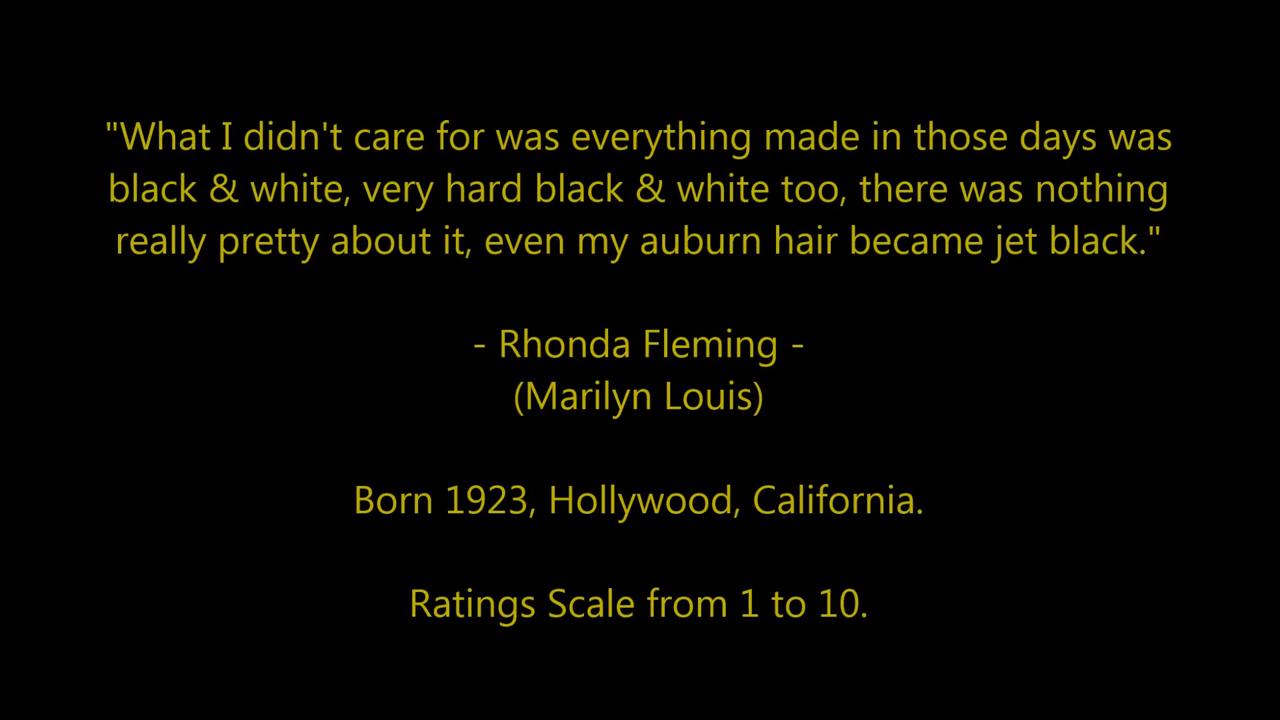 "What I didn't care for was everything made in those days was
black & white, very hard black & white too, there was nothing
really pretty about it, even my auburn hair became jet black."
- Rhonda Fleming -
(Marilyn Louis)
Born 1923, Hollywood, California.
Ratings Scale from 1 to 10.